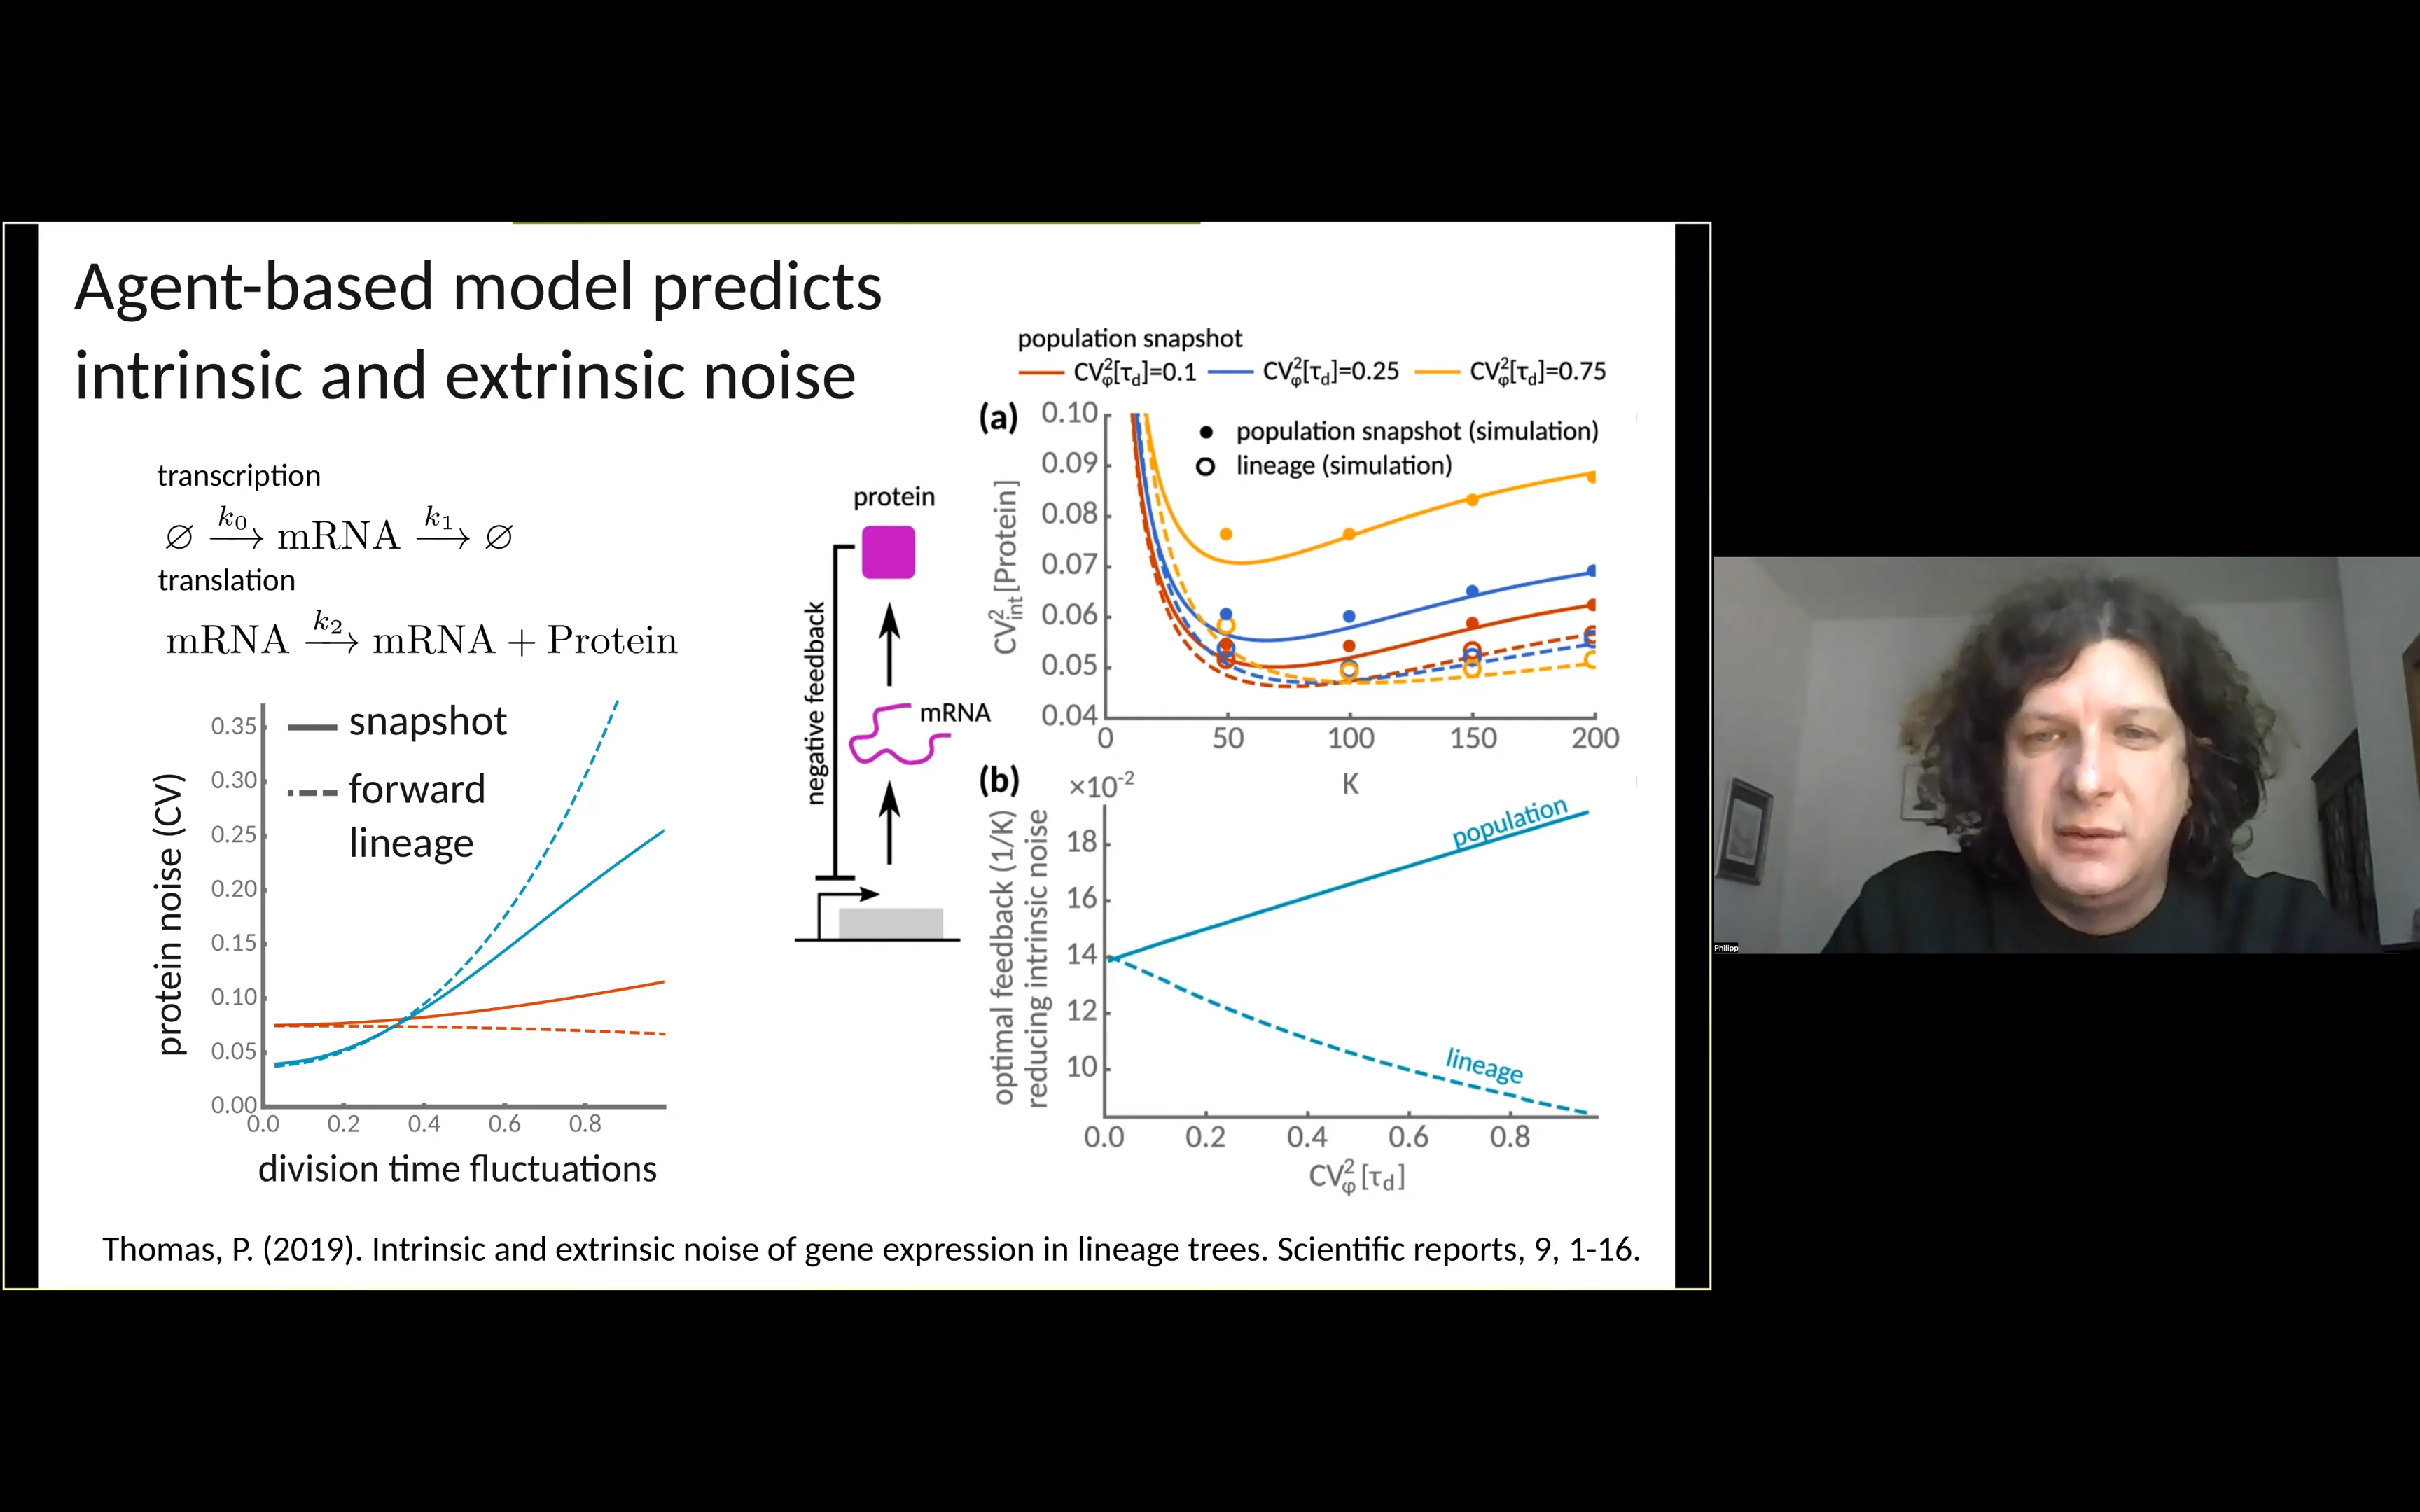 Agent-based model predicts
intrinsic and extrinsic noise
transcription
∅ k₀→ mRNA k₁→ ∅
translation
mRNA k₂→ mRNA + Protein
snapshot
forward
lineage
protein noise (CV)
0.35
0.30
0.25
0.20
0.15
0.10
0.05
0.00
0.0 0.2 0.4 0.6 0.8
division time fluctuations
protein
negative feedback
mRNA
population snapshot
CV²φ[τd]=0.1 CV²φ[τd]=0.25 CV²φ[τd]=0.75
(a)
population snapshot (simulation)
lineage (simulation)
CV²int[Protein]
0.10
0.09
0.08
0.07
0.06
0.05
0.04
0 50 100 150 200
K
(b)
×10⁻²
optimal feedback (1/K)
reducing intrinsic noise
18
16
14
12
10
population
lineage
0.0 0.2 0.4 0.6 0.8
CV²φ[τd]
Thomas, P. (2019). Intrinsic and extrinsic noise of gene expression in lineage trees. Scientific reports, 9, 1-16.
Philipp